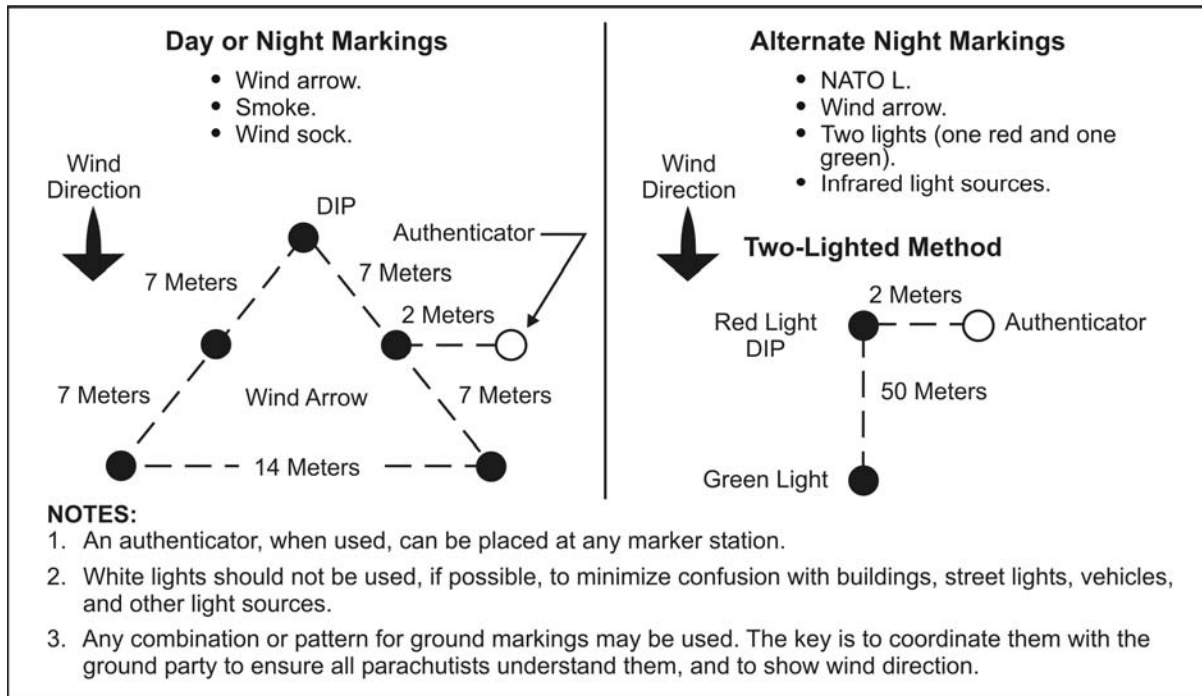 Day or Night Markings
• Wind arrow.
• Smoke.
• Wind sock.
Wind
Direction
DIP
Authenticator
7 Meters
7 Meters
2 Meters
7 Meters
Wind Arrow
7 Meters
14 Meters
Alternate Night Markings
• NATO L.
• Wind arrow.
• Two lights (one red and one
green).
• Infrared light sources.
Wind
Direction
Two-Lighted Method
2 Meters
Red Light
DIP
Authenticator
50 Meters
Green Light
NOTES:
1. An authenticator, when used, can be placed at any marker station.
2. White lights should not be used, if possible, to minimize confusion with buildings, street lights, vehicles,
and other light sources.
3. Any combination or pattern for ground markings may be used. The key is to coordinate them with the
ground party to ensure all parachutists understand them, and to show wind direction.